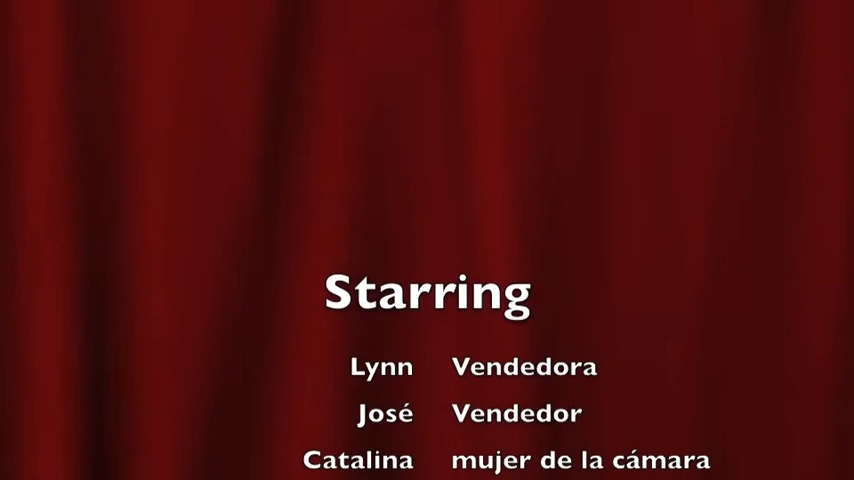 Starring
Lynn Vendedora
José Vendedor
Catalina mujer de la cámara